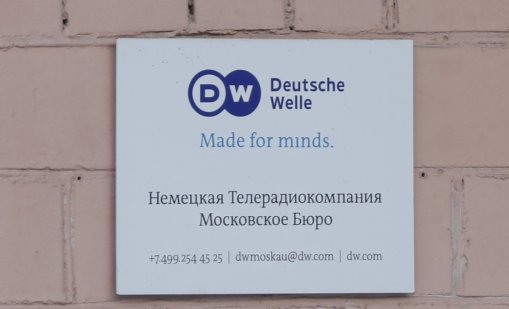 DW
Deutsche
Welle
Made for minds.
Немецкая Телерадиокомпания
Московское Бюро
+7.499.254 45 25 | dwmoskau@dw.com | dw.com